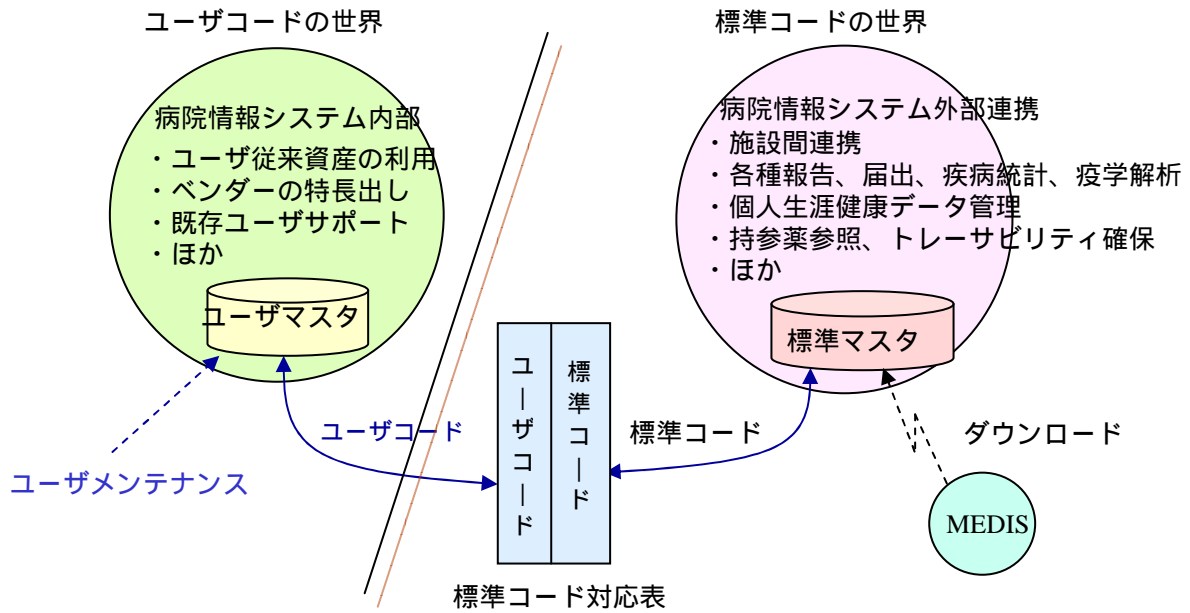 ユーザコードの世界
標準コードの世界
病院情報システム内部
・ユーザ従来資産の利用
・ベンダーの特長出し
・既存ユーザサポート
・ほか
ユーザマスタ
病院情報システム外部連携
・施設間連携
・各種報告、届出、疾病統計、疫学解析
・個人生涯健康データ管理
・持参薬参照、トレーサビリティ確保
・ほか
標準マスタ
ユーザコード
ユーザコード
標準コード
標準コード
ダウンロード
ユーザメンテナンス
MEDIS
標準コード対応表